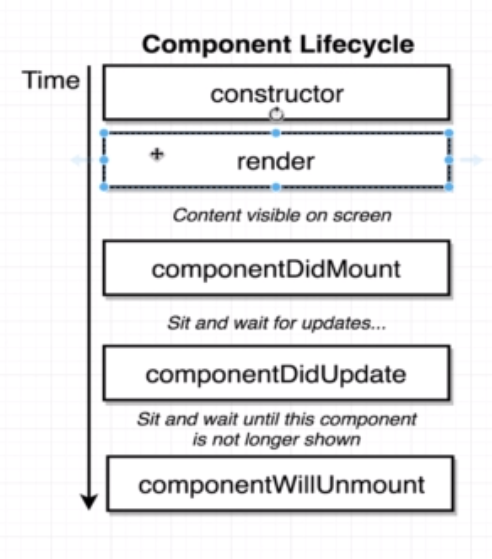 Component Lifecycle
Time
constructor
render
Content visible on screen
componentDidMount
Sit and wait for updates...
componentDidUpdate
Sit and wait until this component
is not longer shown
componentWillUnmount